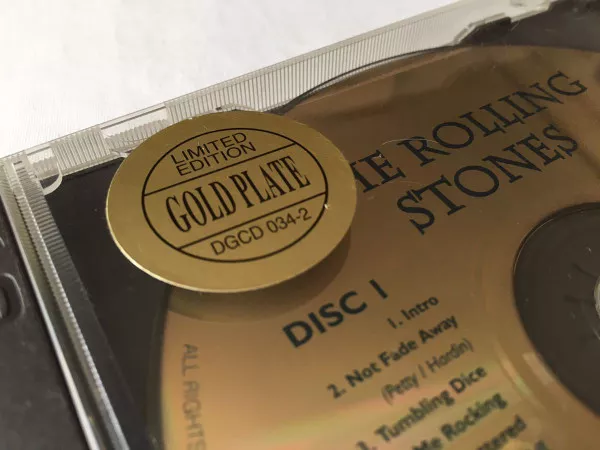 LIMITED
EDITION
GOLD PLATE
DGCD 034-2
ROLLING
STONES
DISC 1
1. Intro
2. Not Fade Away
(Petty / Hardin)
3. Tumbling Dice
Rocking
ALL RIGHTS